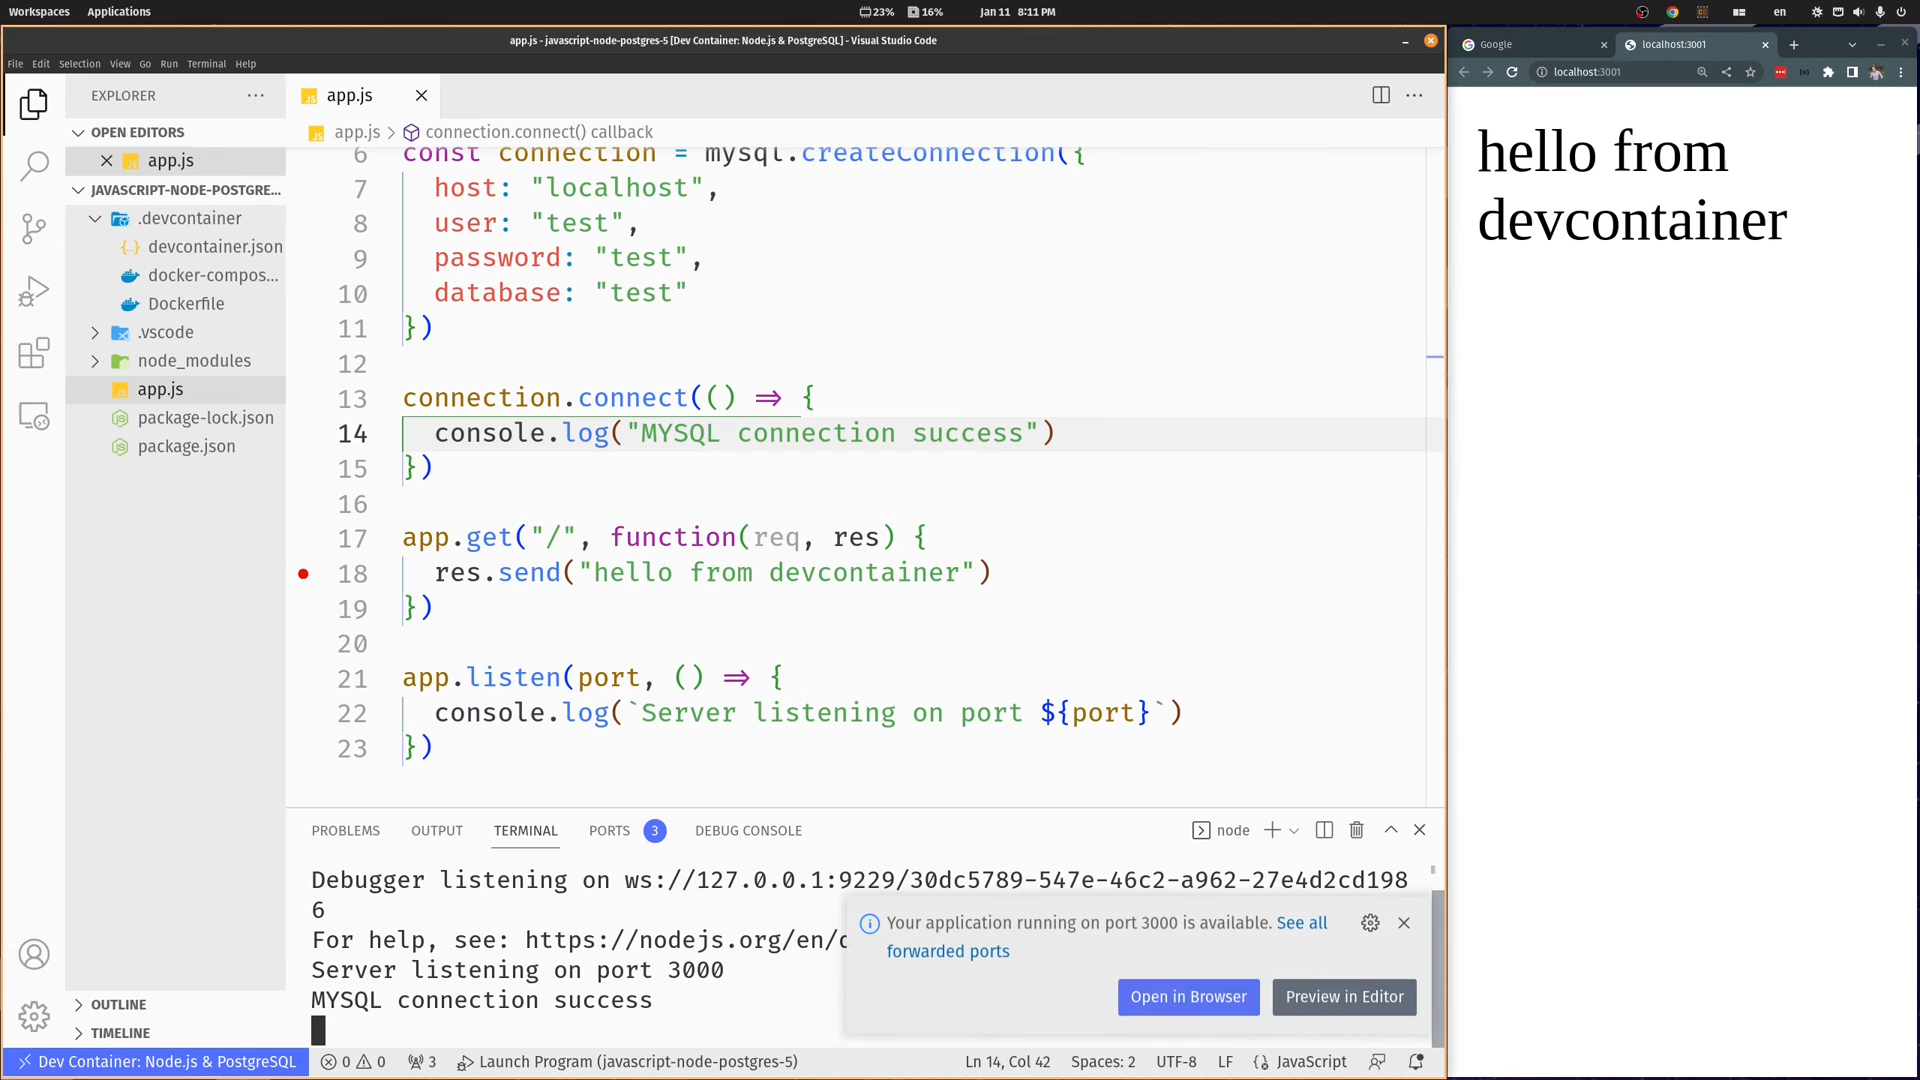 Workspaces Applications 23% 16% Jan 11 8:11 PM en
app.js - javascript-node-postgres-5 [Dev Container: Node.js & PostgreSQL] - Visual Studio Code
File Edit Selection View Go Run Terminal Help
EXPLORER
OPEN EDITORS
app.js
JAVASCRIPT-NODE-POSTGRE...
.devcontainer
devcontainer.json
docker-compos...
Dockerfile
.vscode
node_modules
app.js
package-lock.json
package.json
OUTLINE
TIMELINE
app.js
app.js > connection.connect() callback
6 const connection = mysql.createConnection({
7 host: "localhost",
8 user: "test",
9 password: "test",
10 database: "test"
11 })
12
13 connection.connect(() => {
14 console.log("MYSQL connection success")
15 })
16
17 app.get("/", function(req, res) {
18 res.send("hello from devcontainer")
19 })
20
21 app.listen(port, () => {
22 console.log(`Server listening on port ${port}`)
23 })
PROBLEMS OUTPUT TERMINAL PORTS 3 DEBUG CONSOLE node
Debugger listening on ws://127.0.0.1:9229/30dc5789-547e-46c2-a962-27e4d2cd198
6
For help, see: https://nodejs.org/en/d
Server listening on port 3000
MYSQL connection success
Your application running on port 3000 is available. See all
forwarded ports
Open in Browser Preview in Editor
Dev Container: Node.js & PostgreSQL 0 0 3 Launch Program (javascript-node-postgres-5) Ln 14, Col 42 Spaces: 2 UTF-8 LF JavaScript
Google localhost:3001
localhost:3001
hello from
devcontainer